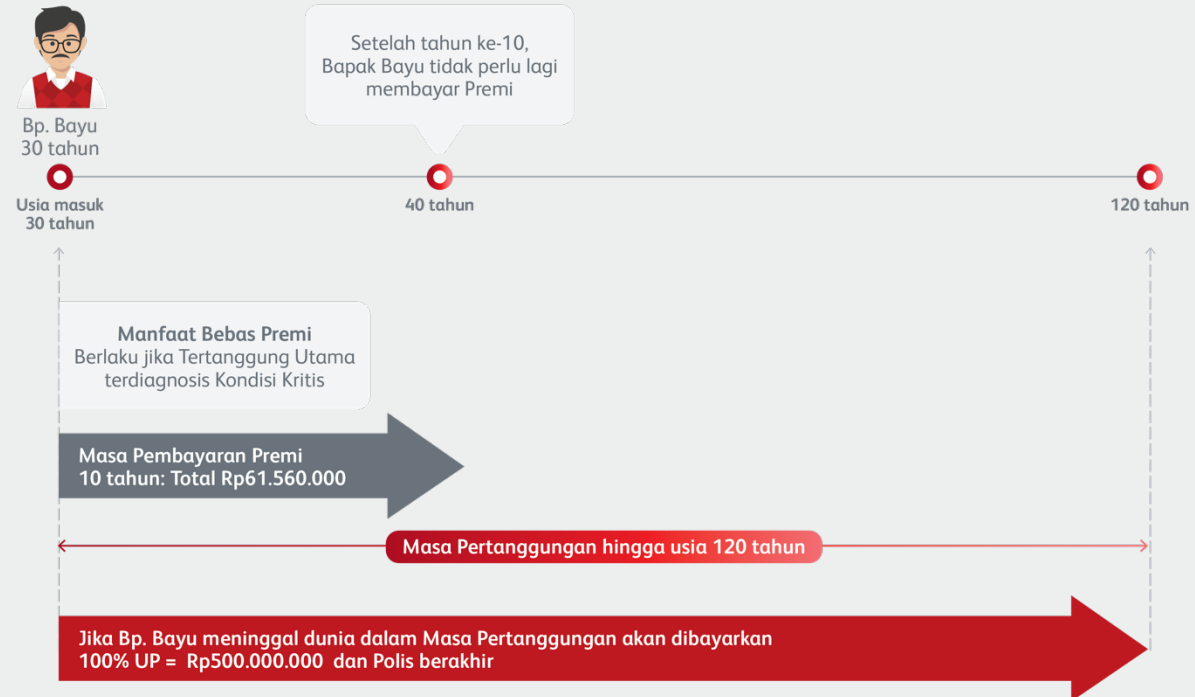 Setelah tahun ke-10,
Bapak Bayu tidak perlu lagi
membayar Premi
Bp. Bayu
30 tahun
Usia masuk
30 tahun
40 tahun
120 tahun
Manfaat Bebas Premi
Berlaku jika Tertanggung Utama
terdiagnosis Kondisi Kritis
Masa Pembayaran Premi
10 tahun: Total Rp61.560.000
Masa Pertanggungan hingga usia 120 tahun
Jika Bp. Bayu meninggal dunia dalam Masa Pertanggungan akan dibayarkan
100% UP = Rp500.000.000 dan Polis berakhir